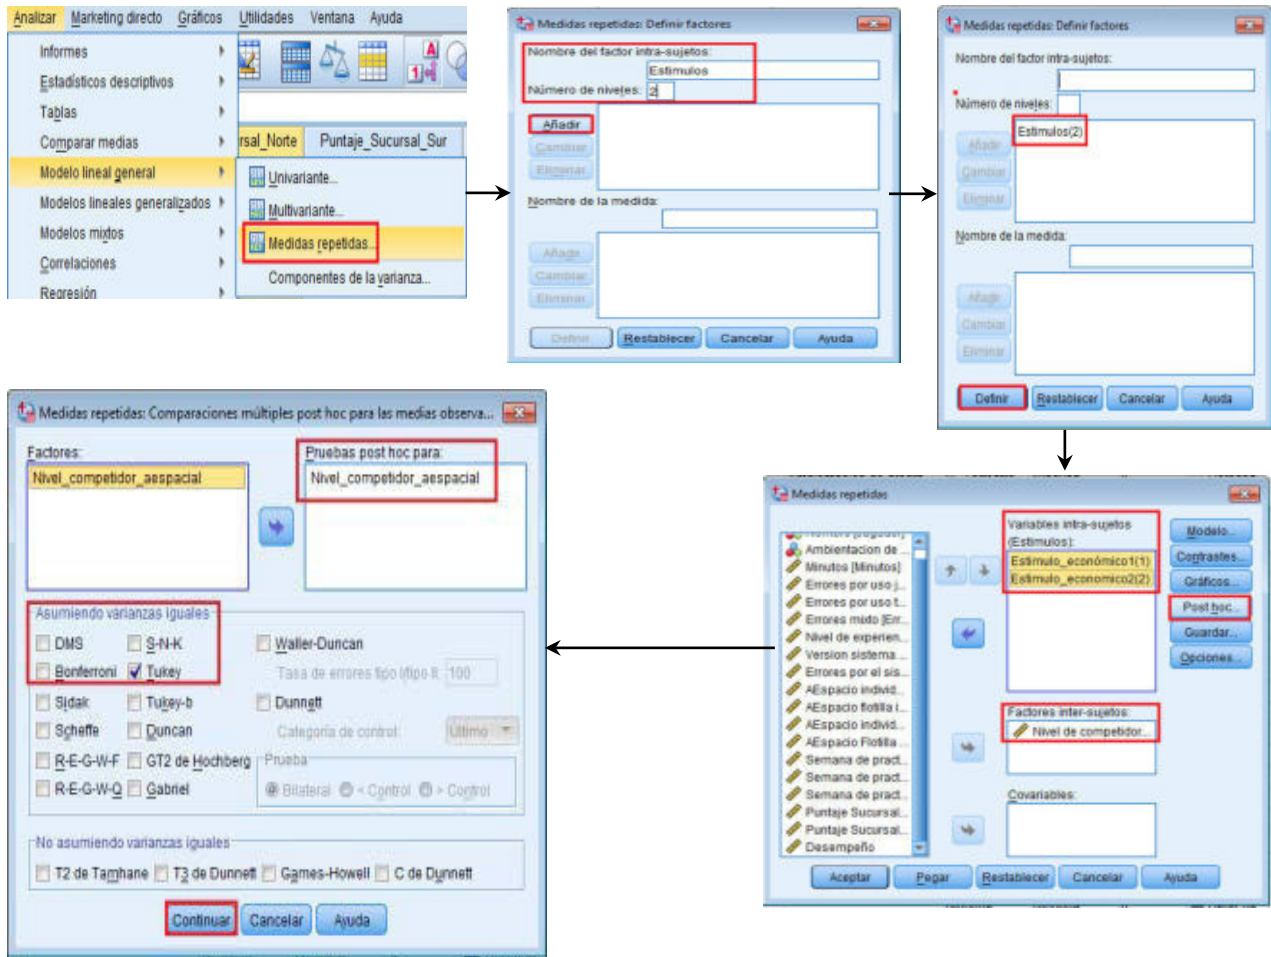 Analizar Marketing directo Gráficos Utilidades Ventana Ayuda
Informes
Estadísticos descriptivos
Tablas
Comparar medias
Modelo lineal general
Modelos lineales generalizados
Modelos mixtos
Correlaciones
Regresión
rsal_Norte Puntaje_Sucursal_Sur
Univariante...
Multivariante...
Medidas repetidas...
Componentes de la varianza...
Medidas repetidas: Definir factores
Nombre del factor intra-sujetos:
Estimulos
Número de niveles: 2
Añadir
Cambiar
Eliminar
Nombre de la medida:
Añadir
Cambiar
Eliminar
Definir Restablecer Cancelar Ayuda
Medidas repetidas: Definir factores
Nombre del factor intra-sujetos:
Número de niveles:
Estimulos(2)
Añadir
Cambiar
Eliminar
Nombre de la medida:
Añadir
Cambiar
Eliminar
Definir Restablecer Cancelar Ayuda
Medidas repetidas: Comparaciones múltiples post hoc para las medias observa...
Factores:
Nivel_competidor_aespacial
Pruebas post hoc para:
Nivel_competidor_aespacial
Asumiendo varianzas iguales
DMS S-N-K Waller-Duncan
Bonferroni Tukey Tasa de errores tipo I/tipo II: 100
Sidak Tukey-b Dunnett
Scheffe Duncan Categoría de control: Último
R-E-G-W-F GT2 de Hochberg Prueba
R-E-G-W-Q Gabriel Bilateral < Control > Control
No asumiendo varianzas iguales
T2 de Tamhane T3 de Dunnett Games-Howell C de Dunnett
Continuar Cancelar Ayuda
Medidas repetidas
Ambientacion de ...
Minutos [Minutos]
Errores por uso j...
Errores por uso t...
Errores mixto [Err...
Nivel de experien...
Version sistema ...
Errores por el sis...
AEspacio individ...
AEspacio flotilla i...
AEspacio individ...
AEspacio Flotilla ...
Semana de pract...
Semana de pract...
Semana de pract...
Puntaje Sucursal...
Puntaje Sucursal...
Desempeño
Variables intra-sujetos
(Estimulos):
Estimulo_económico1(1)
Estimulo_economico2(2)
Factores inter-sujetos:
Nivel de competidor...
Covariables:
Modelo...
Contrastes...
Gráficos...
Post hoc...
Guardar...
Opciones...
Aceptar Pegar Restablecer Cancelar Ayuda